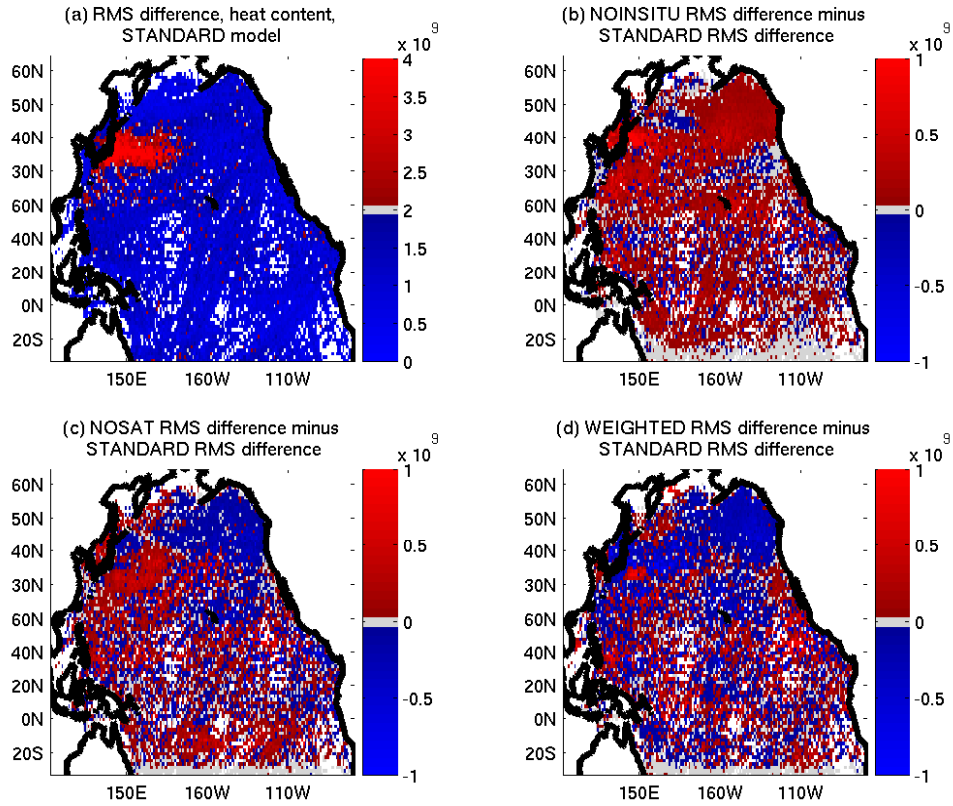 (a) RMS difference, heat content,
STANDARD model
x 10^9
60N
50N
40N
30N
60N
40N
20N
0N
20S
150E 160W 110W
4
3.5
3
2.5
2
1.5
1
0.5
0
(b) NOINSITU RMS difference minus
STANDARD RMS difference
x 10^9
60N
50N
40N
30N
60N
40N
20N
0N
20S
150E 160W 110W
1
0.5
0
-0.5
-1
(c) NOSAT RMS difference minus
STANDARD RMS difference
x 10^9
60N
50N
40N
30N
60N
40N
20N
0N
20S
150E 160W 110W
1
0.5
0
-0.5
-1
(d) WEIGHTED RMS difference minus
STANDARD RMS difference
x 10^9
60N
50N
40N
30N
60N
40N
20N
0N
20S
150E 160W 110W
1
0.5
0
-0.5
-1